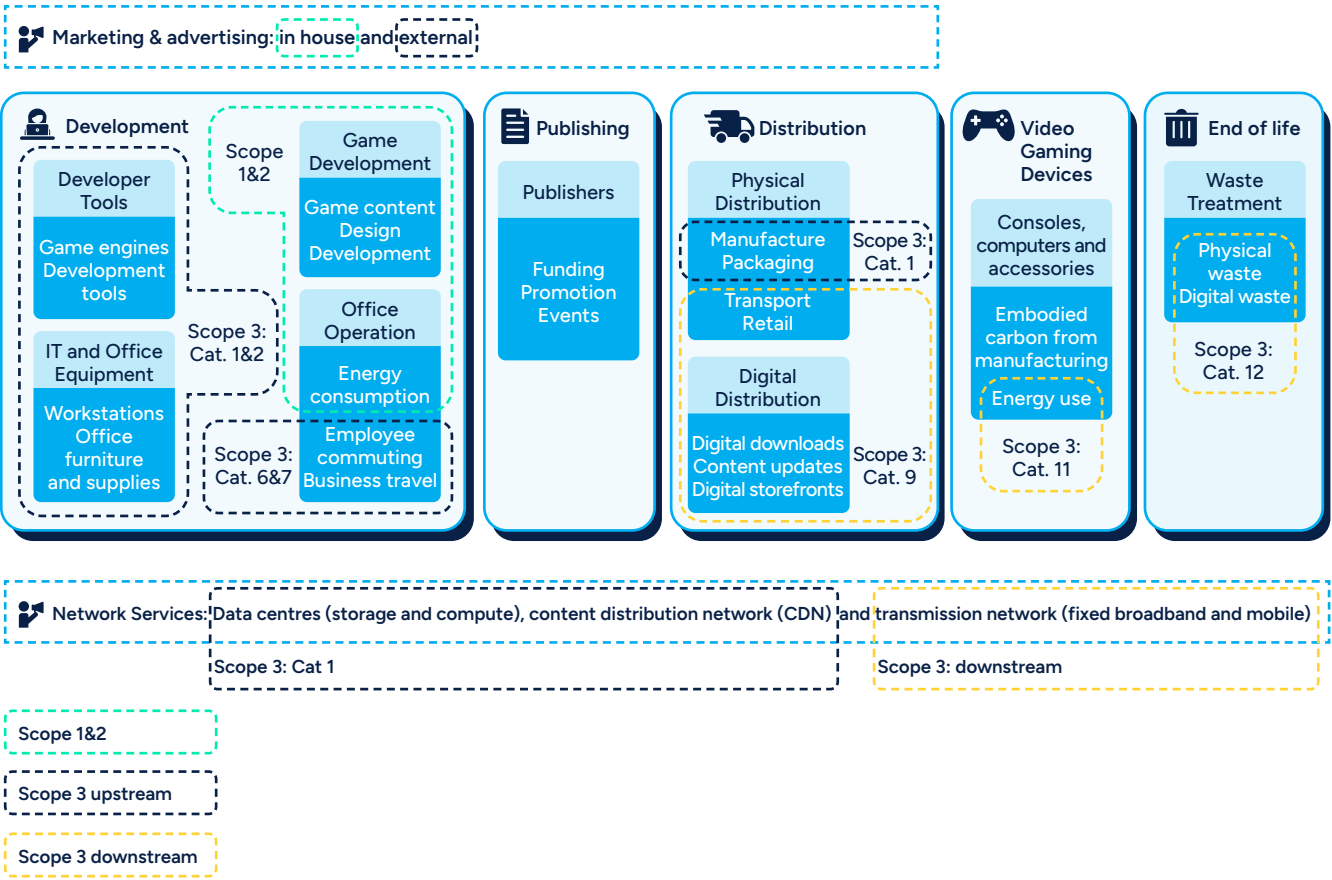 Marketing & advertising: in house and external
Development
Developer
Tools
Game engines
Development
tools
IT and Office
Equipment
Workstations
Office
furniture
and supplies
Scope 3:
Cat. 1&2
Scope
1&2
Game
Development
Game content
Design
Development
Office
Operation
Energy
consumption
Employee
commuting
Business travel
Scope 3:
Cat. 6&7
Publishing
Publishers
Funding
Promotion
Events
Distribution
Physical
Distribution
Manufacture
Packaging
Scope 3:
Cat. 1
Transport
Retail
Digital
Distribution
Digital downloads
Content updates
Digital storefronts
Scope 3:
Cat. 9
Video
Gaming
Devices
Consoles,
computers and
accessories
Embodied
carbon from
manufacturing
Energy use
Scope 3:
Cat. 11
End of life
Waste
Treatment
Physical
waste
Digital waste
Scope 3:
Cat. 12
Network Services: Data centres (storage and compute), content distribution network (CDN) and transmission network (fixed broadband and mobile)
Scope 3: Cat 1
Scope 3: downstream
Scope 1&2
Scope 3 upstream
Scope 3 downstream